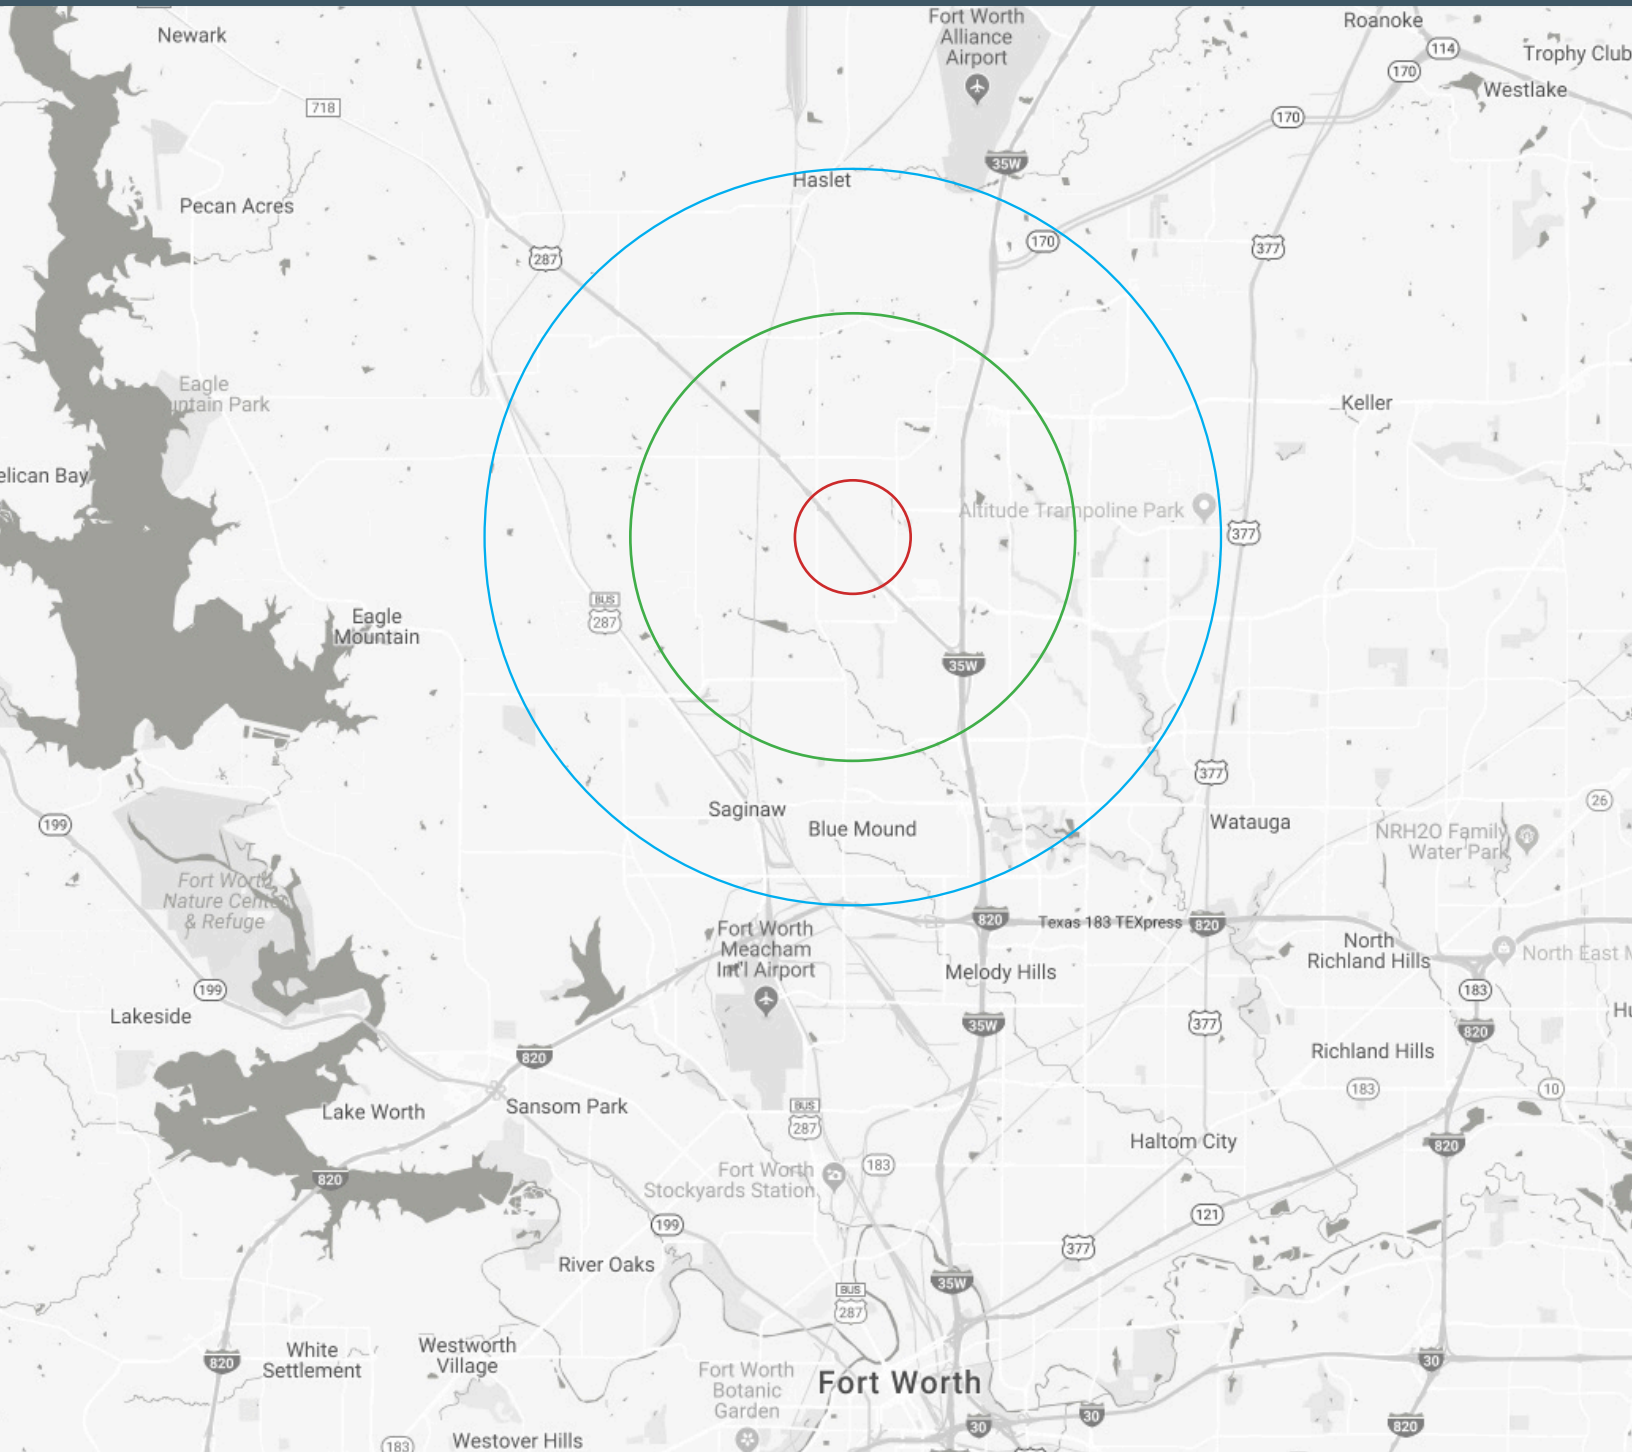 Newark
Fort Worth
Alliance
Airport
Roanoke
114
Trophy Club
170
Westlake
718
170
35W
Haslet
Pecan Acres
170
377
287
Eagle
untain Park
Keller
elican Bay
Altitude Trampoline Park
377
BUS
287
Eagle
Mountain
35W
377
26
Saginaw
Blue Mound
Watauga
199
NRH2O Family
Water Park
Fort Worth
Nature Cente
& Refuge
820
Texas 183 TEXpress
820
Fort Worth
Meacham
Int'l Airport
North
Richland Hills
North East M
Melody Hills
199
183
Lakeside
35W
377
820
Hu
820
Richland Hills
183
10
Lake Worth
Sansom Park
BUS
287
Haltom City
820
Fort Worth
Stockyards Station
183
820
199
121
377
River Oaks
35W
BUS
287
White
Settlement
Westworth
Village
820
30
Fort Worth
Botanic
Garden
Fort Worth
30
30
820
Westover Hills
183